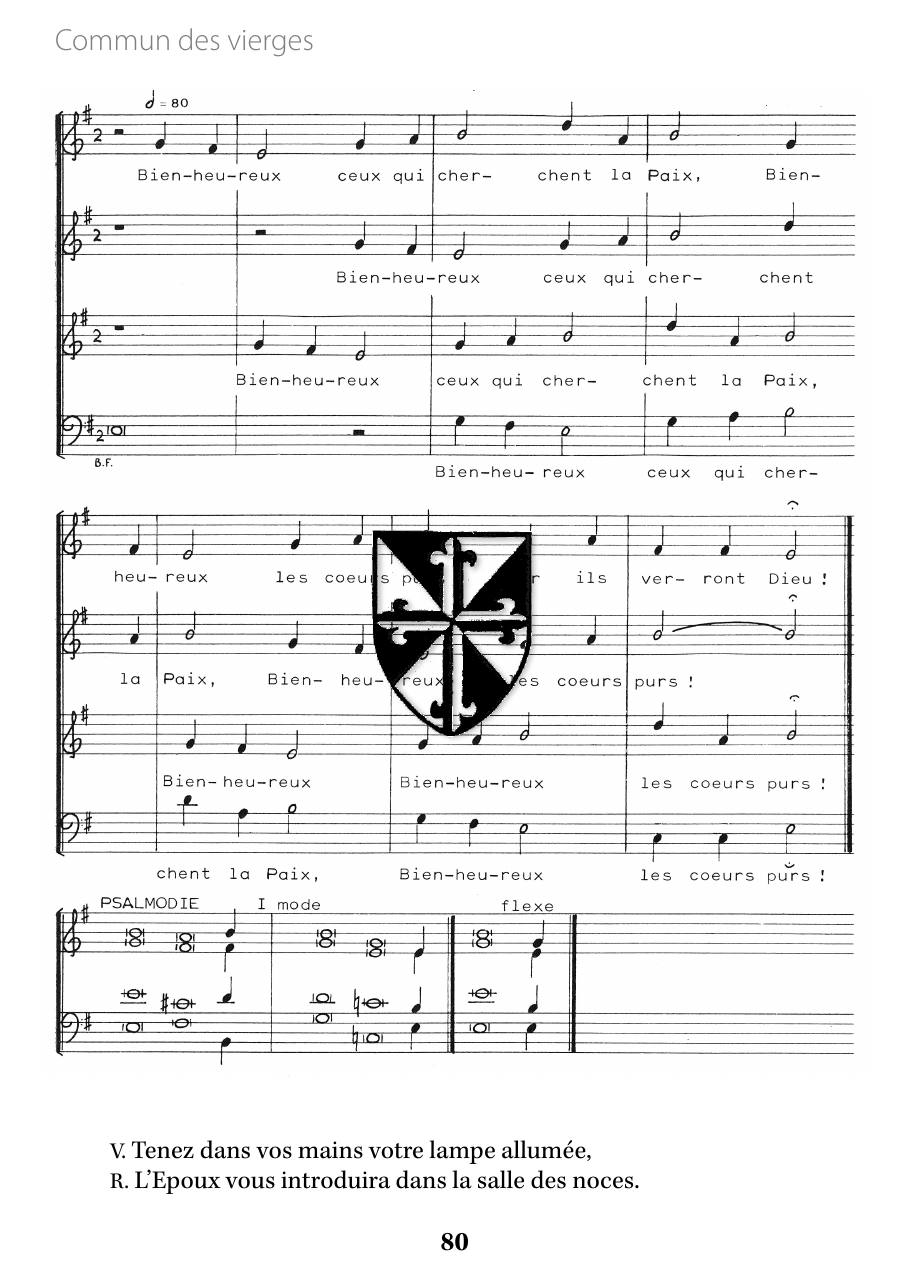 Commun des vierges
= 80
Bien-heu-reux ceux qui cher- chent la Paix, Bien-
Bien-heu-reux ceux qui cher- chent
Bien-heu-reux ceux qui cher- chent la Paix,
B.F.
Bien-heu- reux ceux qui cher-
heu- reux les coeurs ils ver- ront Dieu !
la Paix, Bien- heu- reux les coeurs purs !
Bien- heu-reux Bien-heu-reux les coeurs purs !
chent la Paix, Bien-heu-reux les coeurs purs !
PSALMODIE I mode flexe
V. Tenez dans vos mains votre lampe allumée,
R. L'Epoux vous introduira dans la salle des noces.
80